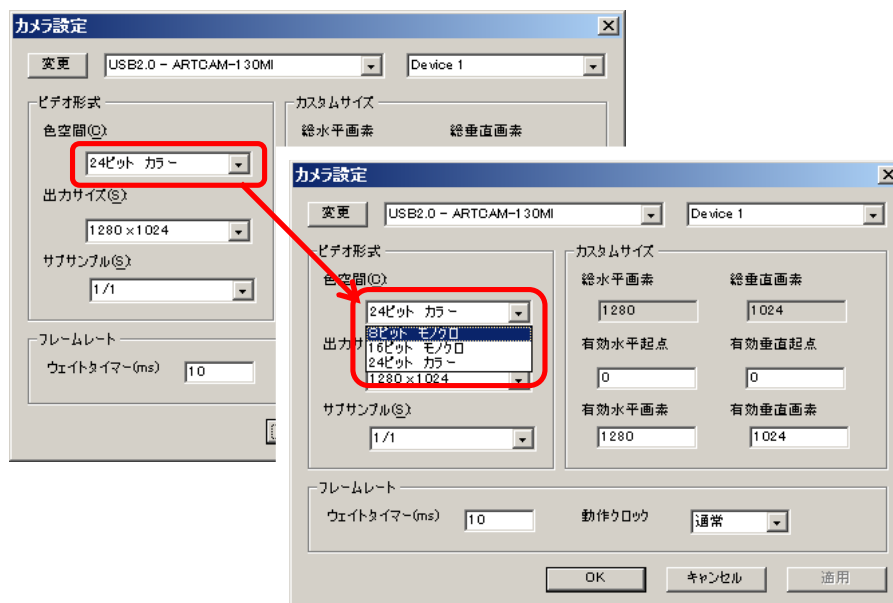 カメラ設定
変更 USB2.0 - ARTCAM-130MI Device 1
ビデオ形式
色空間(C):
24ビット カラー
出力サイズ(S):
1280×1024
サブサンプル(S):
1/1
カスタムサイズ
総水平画素 総垂直画素
フレームレート
ウェイトタイマー(ms) 10
カメラ設定
変更 USB2.0 - ARTCAM-130MI Device 1
ビデオ形式
色空間(C):
24ビット カラー
8ビット モノクロ
16ビット モノクロ
24ビット カラー
出力サ
1280×1024
サブサンプル(S):
1/1
カスタムサイズ
総水平画素 総垂直画素
1280 1024
有効水平起点 有効垂直起点
0 0
有効水平画素 有効垂直画素
1280 1024
フレームレート
ウェイトタイマー(ms) 10 動作クロック 通常
OK キャンセル 適用